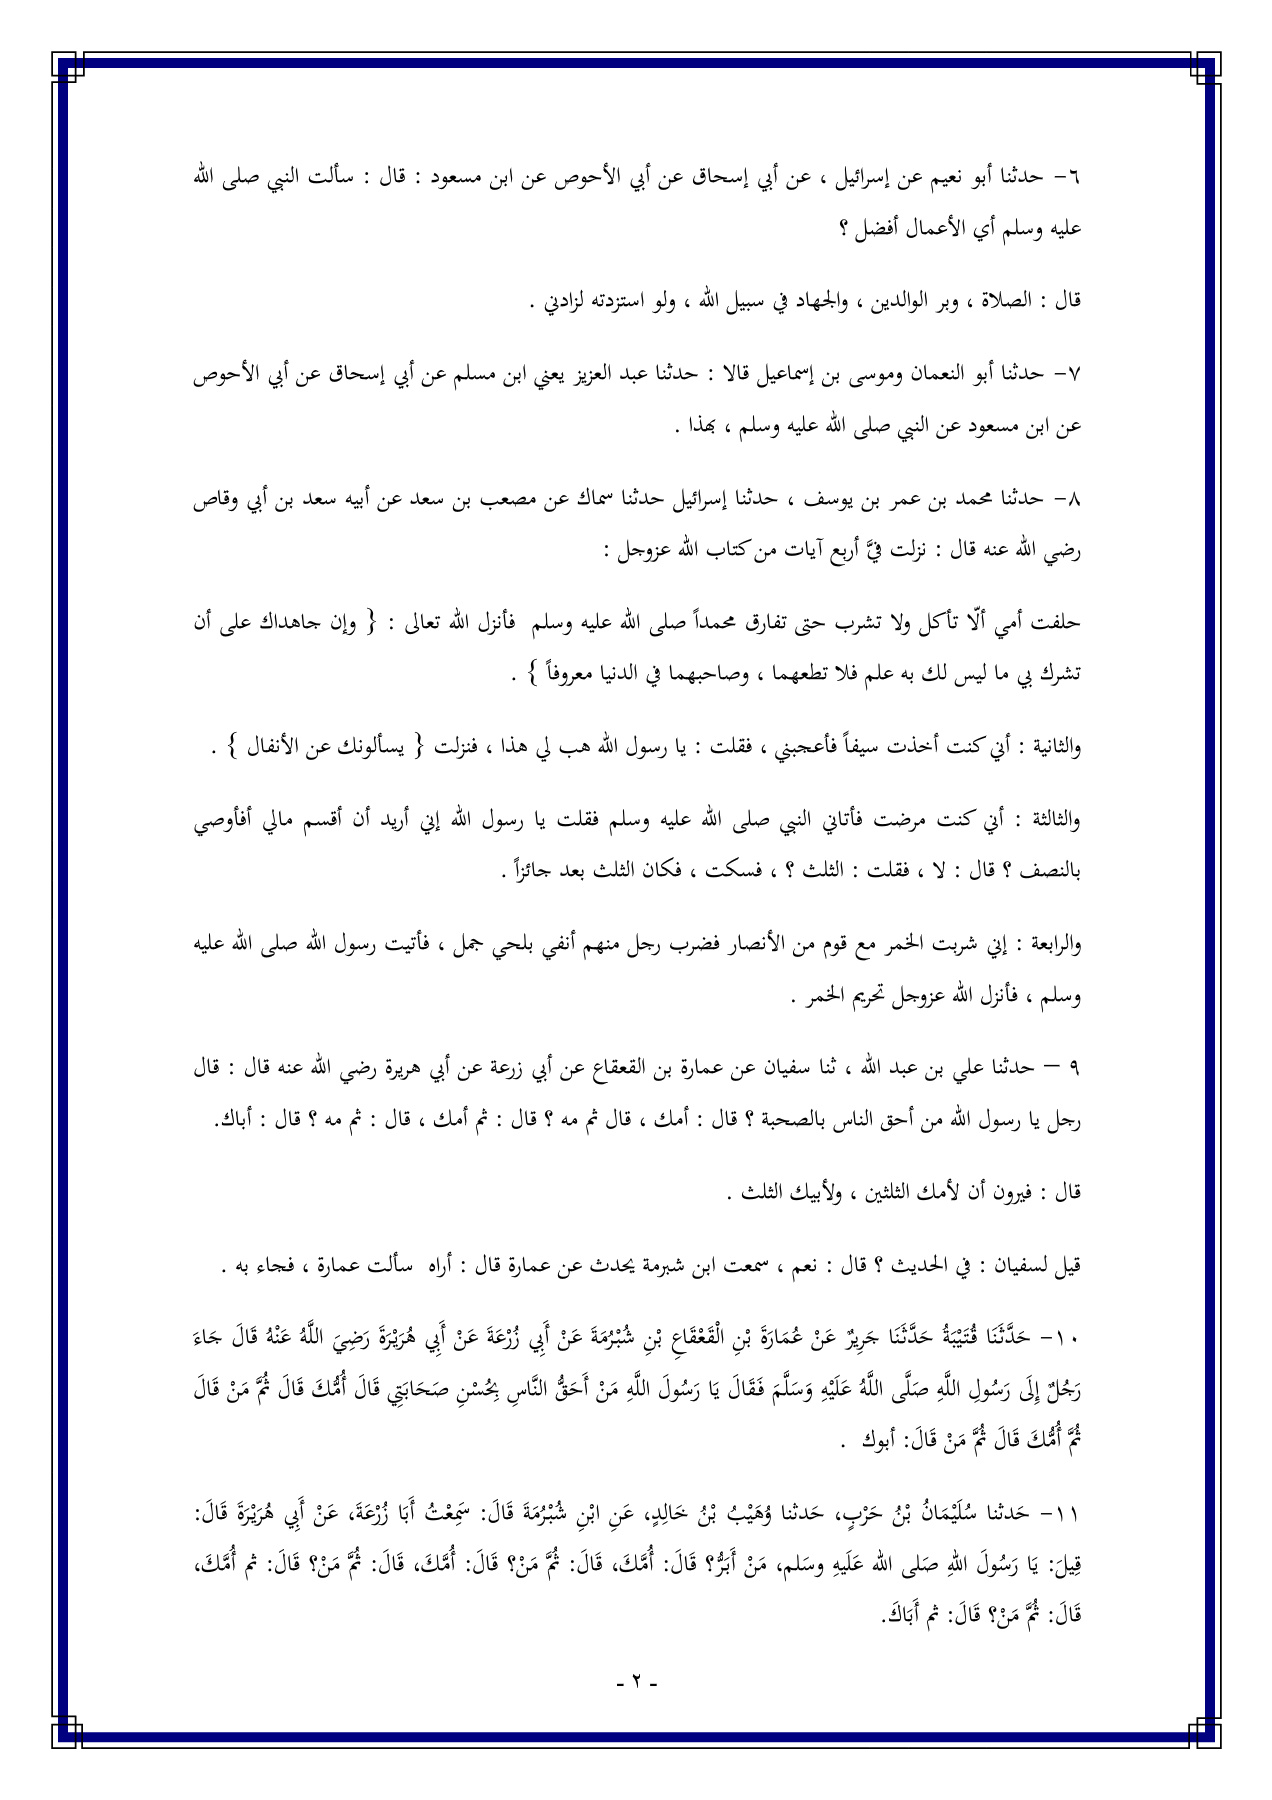 ٦- حدثنا أبو نعيم عن إسرائيل ، عن أبي إسحاق عن أبي الأحوص عن ابن مسعود : قال : سألت النبي صلى الله
عليه وسلم أي الأعمال أفضل ؟
قال : الصلاة ، وبر الوالدين ، والجهاد في سبيل الله ، ولو استزدته لزادني .
٧- حدثنا أبو النعمان وموسى بن إسماعيل قالا : حدثنا عبد العزيز يعني ابن مسلم عن أبي إسحاق عن أبي الأحوص
عن ابن مسعود عن النبي صلى الله عليه وسلم ، بهذا .
٨- حدثنا محمد بن عمر بن يوسف ، حدثنا إسرائيل حدثنا سماك عن مصعب بن سعد عن أبيه سعد بن أبي وقاص
رضي الله عنه قال : نزلت فيَّ أربع آيات من كتاب الله عزوجل :
حلفت أمي ألّا تأكل ولا تشرب حتى تفارق محمداً صلى الله عليه وسلم فأنزل الله تعالى : { وإن جاهداك على أن
تشرك بي ما ليس لك به علم فلا تطعهما ، وصاحبهما في الدنيا معروفاً } .
والثانية : أني كنت أخذت سيفاً فأعجبني ، فقلت : يا رسول الله هب لي هذا ، فنزلت { يسألونك عن الأنفال } .
والثالثة : أني كنت مرضت فأتاني النبي صلى الله عليه وسلم فقلت يا رسول الله إني أريد أن أقسم مالي أفأوصي
بالنصف ؟ قال : لا ، فقلت : الثلث ؟ ، فسكت ، فكان الثلث بعد جائزاً .
والرابعة : إني شربت الخمر مع قوم من الأنصار فضرب رجل منهم أنفي بلحي جمل ، فأتيت رسول الله صلى الله عليه
وسلم ، فأنزل الله عزوجل تحريم الخمر .
٩ – حدثنا علي بن عبد الله ، ثنا سفيان عن عمارة بن القعقاع عن أبي زرعة عن أبي هريرة رضي الله عنه قال : قال
رجل يا رسول الله من أحق الناس بالصحبة ؟ قال : أمك ، قال ثم مه ؟ قال : ثم أمك ، قال : ثم مه ؟ قال : أباك.
قال : فيرون أن لأمك الثلثين ، ولأبيك الثلث .
قيل لسفيان : في الحديث ؟ قال : نعم ، سمعت ابن شبرمة يحدث عن عمارة قال : أراه سألت عمارة ، فجاء به .
١٠- حَدَّثَنَا قُتَيْبَةُ حَدَّثَنَا جَرِيرٌ عَنْ عُمَارَةَ بْنِ الْقَعْقَاعِ بْنِ شُبْرُمَةَ عَنْ أَبِي زُرْعَةَ عَنْ أَبِي هُرَيْرَةَ رَضِيَ اللَّهُ عَنْهُ قَالَ جَاءَ
رَجُلٌ إِلَى رَسُولِ اللَّهِ صَلَّى اللَّهُ عَلَيْهِ وَسَلَّمَ فَقَالَ يَا رَسُولَ اللَّهِ مَنْ أَحَقُّ النَّاسِ بِحُسْنِ صَحَابَتِي قَالَ أُمُّكَ قَالَ ثُمَّ مَنْ قَالَ
ثُمَّ أُمُّكَ قَالَ ثُمَّ مَنْ قَالَ: أبوك .
١١- حَدثنا سُلَيْمَانُ بْنُ حَرْبٍ، حَدثنا وُهَيْبُ بْنُ خَالِدٍ، عَنِ ابْنِ شُبْرُمَةَ قَالَ: سَمِعْتُ أَبَا زُرْعَةَ، عَنْ أَبِي هُرَيْرَةَ قَالَ:
قِيلَ: يَا رَسُولَ اللهِ صَلى الله عَلَيهِ وسَلم، مَنْ أَبَرُّ؟ قَالَ: أُمَّكَ، قَالَ: ثُمَّ مَنْ؟ قَالَ: أُمَّكَ، قَالَ: ثُمَّ مَنْ؟ قَالَ: ثم أُمَّكَ،
قَالَ: ثُمَّ مَنْ؟ قَالَ: ثم أَبَاكَ.
- ٢ -